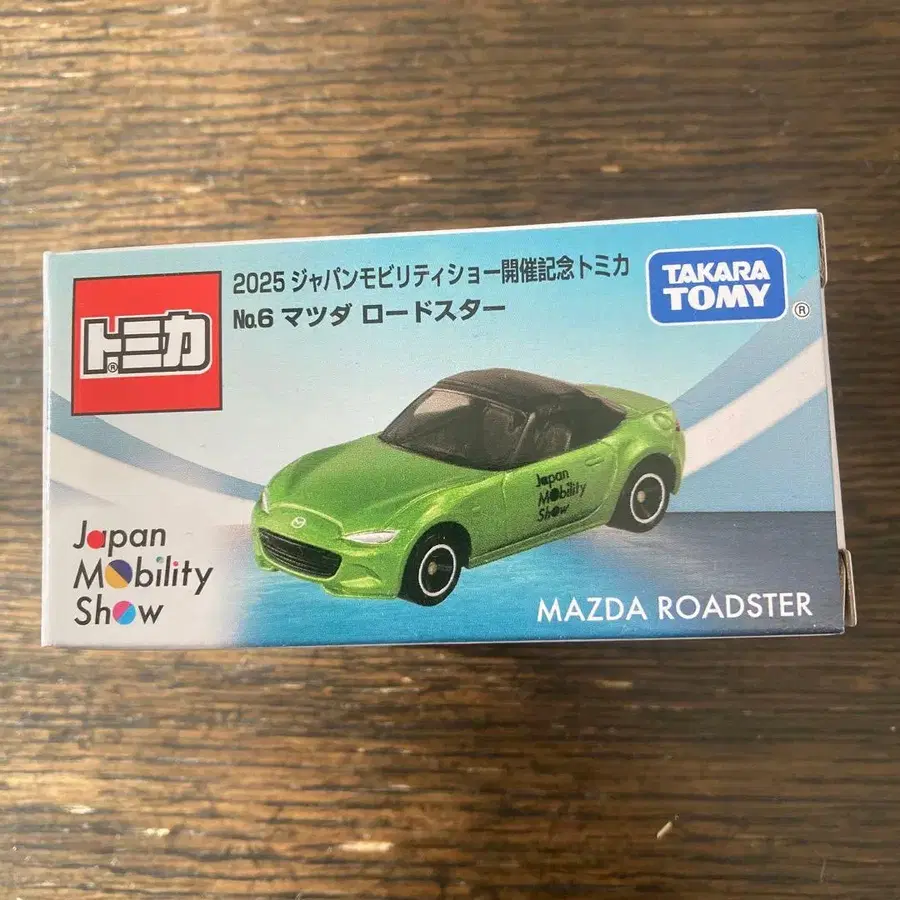 2025 ジャパンモビリティショー開催記念トミカ
No.6 マツダ ロードスター
トミカ®
TAKARA
TOMY®
Japan
Mobility
Show
Japan
Mobility
Show
MAZDA ROADSTER